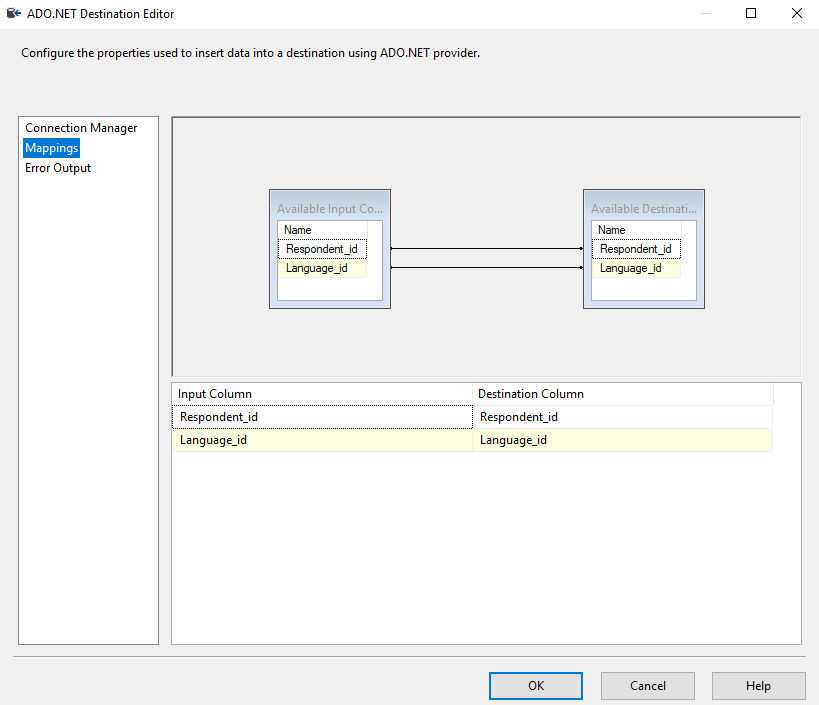 ADO.NET Destination Editor
Configure the properties used to insert data into a destination using ADO.NET provider.
Connection Manager
Mappings
Error Output
Available Input Co...
Name
Respondent_id
Language_id
Available Destinati...
Name
Respondent_id
Language_id
Input Column Destination Column
Respondent_id Respondent_id
Language_id Language_id
OK Cancel Help